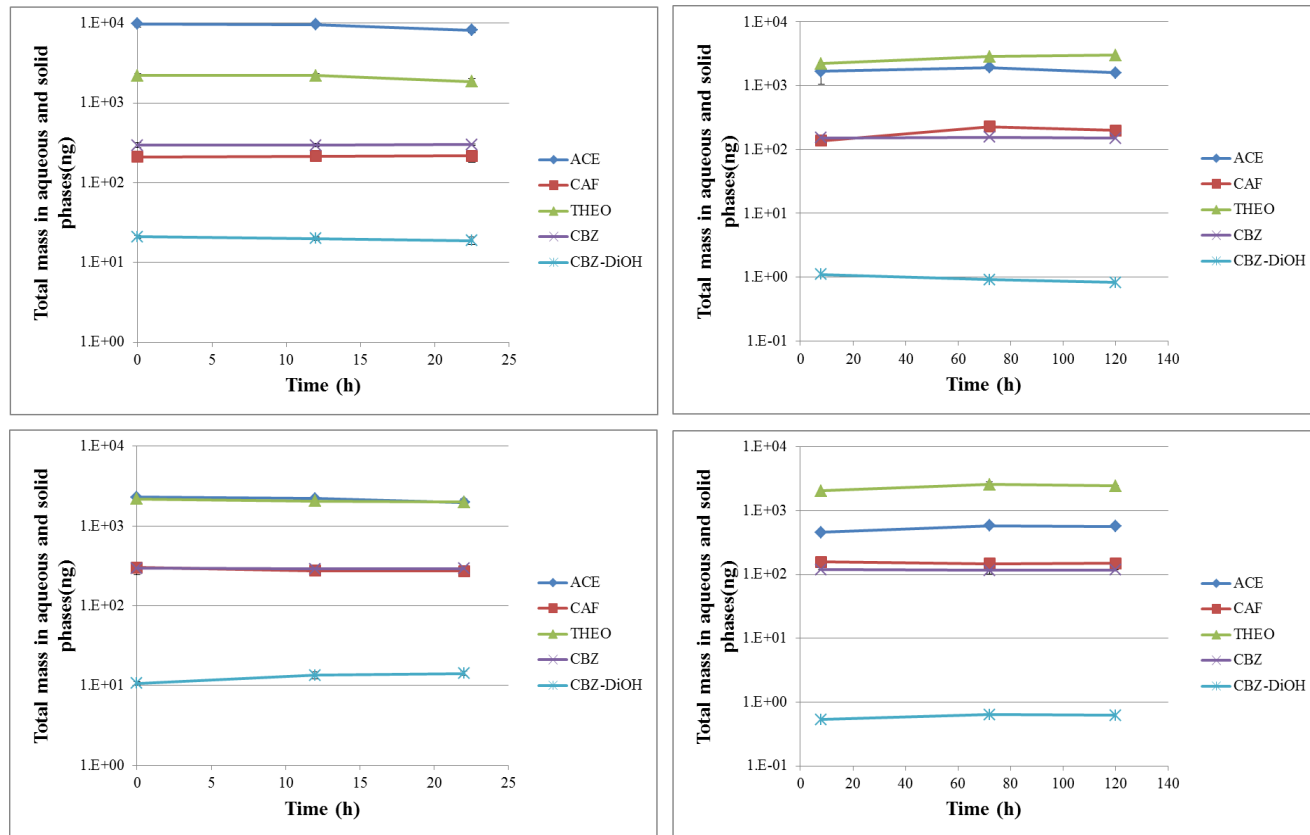 Total mass in aqueous and solid
phases(ng)
1.E+04
1.E+03
1.E+02
1.E+01
1.E+00
0 5 10 15 20 25
Time (h)
ACE
CAF
THEO
CBZ
CBZ-DiOH
Total mass in aqueous and solid
phases(ng)
1.E+04
1.E+03
1.E+02
1.E+01
1.E+00
1.E-01
0 20 40 60 80 100 120 140
Time (h)
ACE
CAF
THEO
CBZ
CBZ-DiOH
Total mass in aqueous and solid
phases(ng)
1.E+04
1.E+03
1.E+02
1.E+01
1.E+00
0 5 10 15 20 25
Time (h)
ACE
CAF
THEO
CBZ
CBZ-DiOH
Total mass in aqueous and solid
phases(ng)
1.E+04
1.E+03
1.E+02
1.E+01
1.E+00
1.E-01
0 20 40 60 80 100 120 140
Time (h)
ACE
CAF
THEO
CBZ
CBZ-DiOH